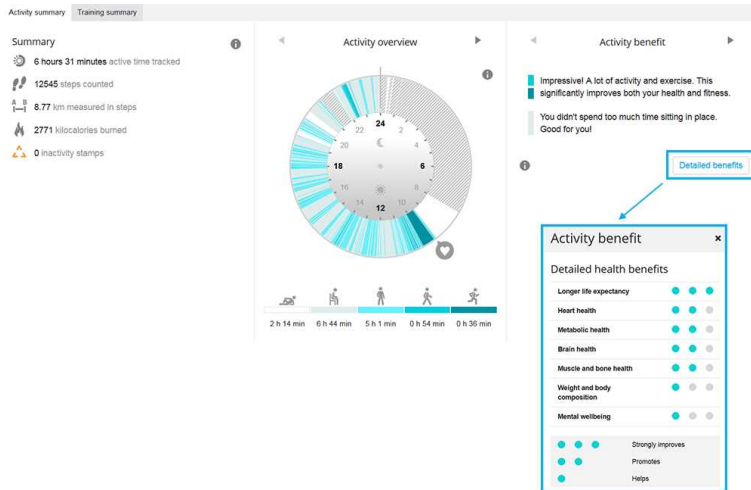 Activity summary
Training summary
Summary
6 hours 31 minutes active time tracked
12545 steps counted
A B
8.77 km measured in steps
2771 kilocalories burned
0 inactivity stamps
Activity overview
24
22 2
20 4
18 6
16 8
14 10
12
2 h 14 min 6 h 44 min 5 h 1 min 0 h 54 min 0 h 36 min
Activity benefit
Impressive! A lot of activity and exercise. This
significantly improves both your health and fitness.
You didn't spend too much time sitting in place.
Good for you!
Detailed benefits
Activity benefit ×
Detailed health benefits
Longer life expectancy
Heart health
Metabolic health
Brain health
Muscle and bone health
Weight and body
composition
Mental wellbeing
Strongly improves
Promotes
Helps